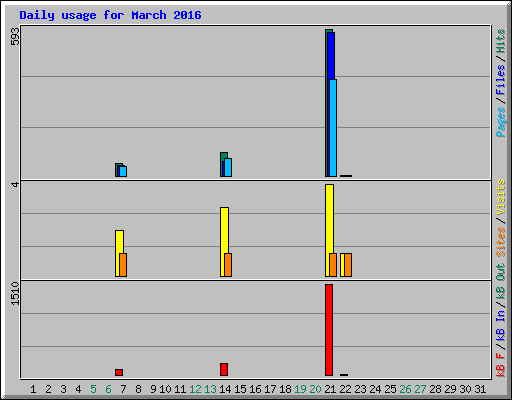 Daily usage for March 2016
593
Pages / Files / Hits
4
Sites / Visits
1510
kB F / kB In / kB Out
1 2 3 4 5 6 7 8 9 10 11 12 13 14 15 16 17 18 19 20 21 22 23 24 25 26 27 28 29 30 31